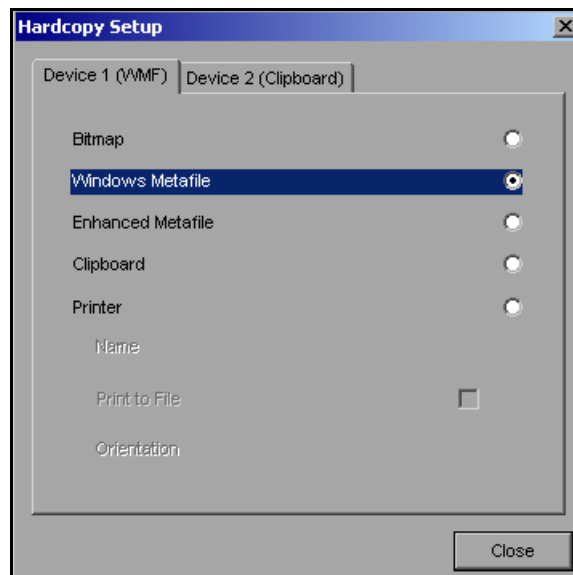 Hardcopy Setup
Device 1 (WMF) Device 2 (Clipboard)
Bitmap
Windows Metafile
Enhanced Metafile
Clipboard
Printer
Name
Print to File
Orientation
Close